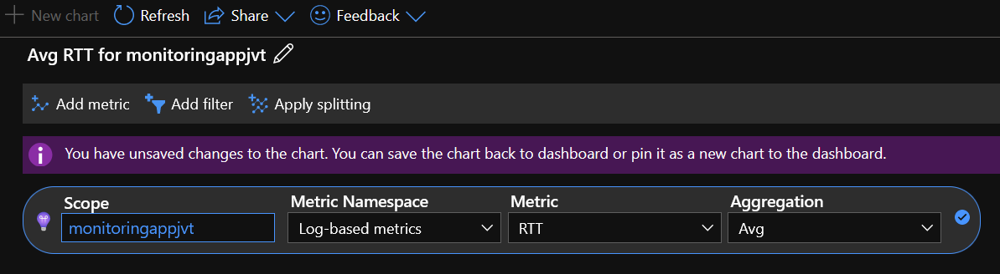 New chart Refresh Share Feedback
Avg RTT for monitoringappjvt
Add metric Add filter Apply splitting
You have unsaved changes to the chart. You can save the chart back to dashboard or pin it as a new chart to the dashboard.
Scope Metric Namespace Metric Aggregation
monitoringappjvt Log-based metrics RTT Avg